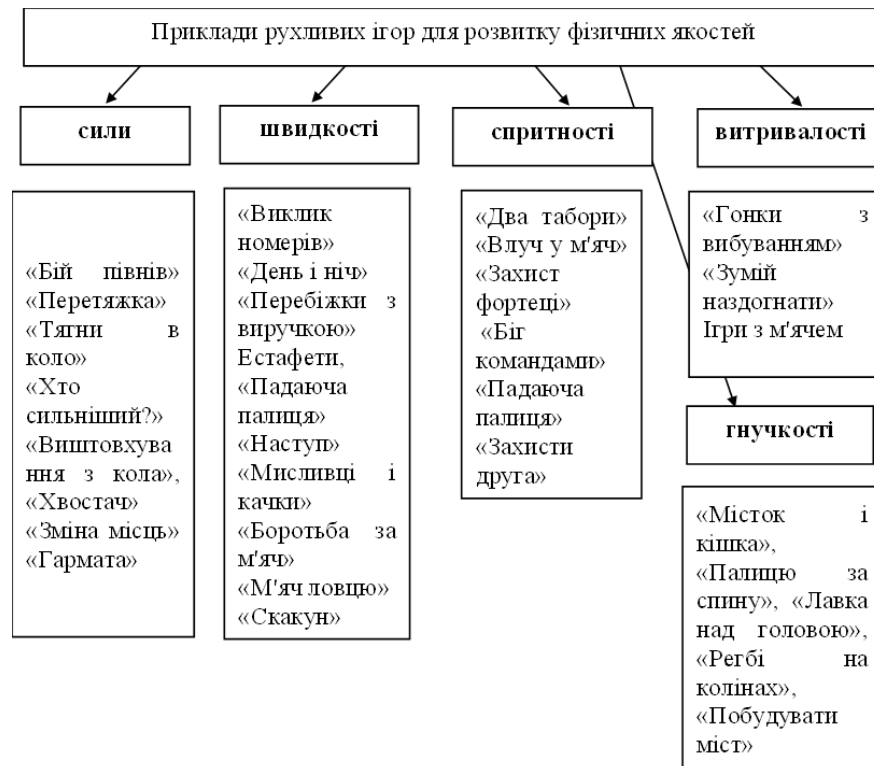 Приклади рухливих ігор для розвитку фізичних якостей
сили
«Бій півнів»
«Перетяжка»
«Тягни в
коло»
«Хто
сильніший?»
«Виштовхува
ння з кола»,
«Хвостач»
«Зміна місць»
«Гармата»
швидкості
«Виклик
номерів»
«День і ніч»
«Перебіжки з
виручкою»
Естафети,
«Падаюча
палиця»
«Наступ»
«Мисливці і
качки»
«Боротьба за
м'яч»
«М'яч ловцю»
«Скакун»
спритності
«Два табори»
«Влуч у м'яч»
«Захист
фортеці»
«Біг
командами»
«Падаюча
палиця»
«Захисти
друга»
витривалості
«Гонки з
вибуванням»
«Зумій
наздогнати»
Ігри з м'ячем
гнучкості
«Місток і
кішка»,
«Палицю за
спину», «Лавка
над головою»,
«Регбі на
колінах»,
«Побудувати
міст»